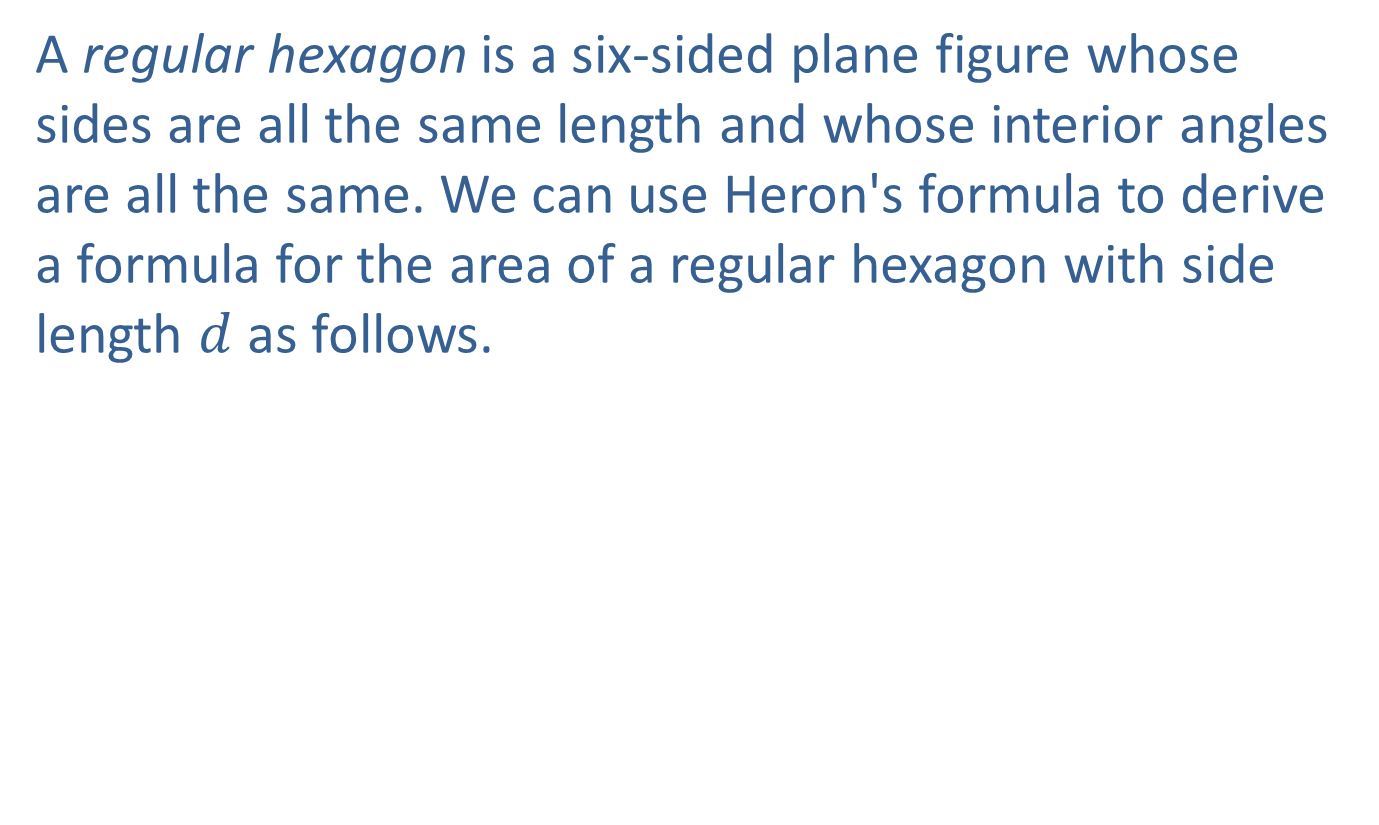 A regular hexagon is a six-sided plane figure whose
sides are all the same length and whose interior angles
are all the same. We can use Heron's formula to derive
a formula for the area of a regular hexagon with side
length d as follows.